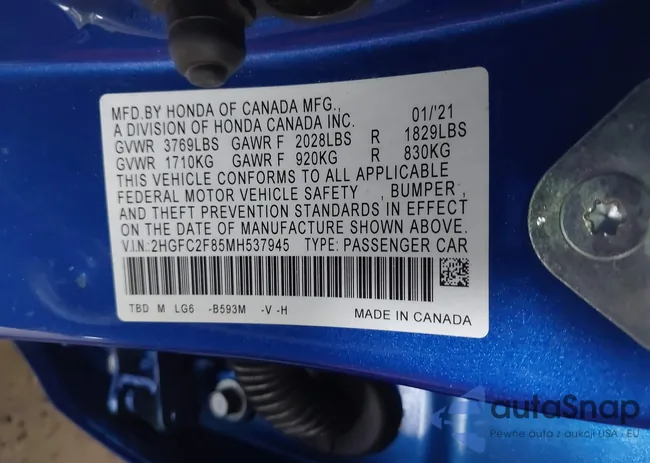 MFD.BY HONDA OF CANADA MFG., 01/'21
A DIVISION OF HONDA CANADA INC.
GVWR 3769LBS GAWR F 2028LBS R 1829LBS
GVWR 1710KG GAWR F 920KG R 830KG
THIS VEHICLE CONFORMS TO ALL APPLICABLE
FEDERAL MOTOR VEHICLE SAFETY , BUMPER ,
AND THEFT PREVENTION STANDARDS IN EFFECT
ON THE DATE OF MANUFACTURE SHOWN ABOVE.
V.I.N.:2HGFC2F85MH537945 TYPE: PASSENGER CAR
TBD M LG6 -B593M -V -H MADE IN CANADA
autoSnap
Pewne auta z aukcji USA i EU